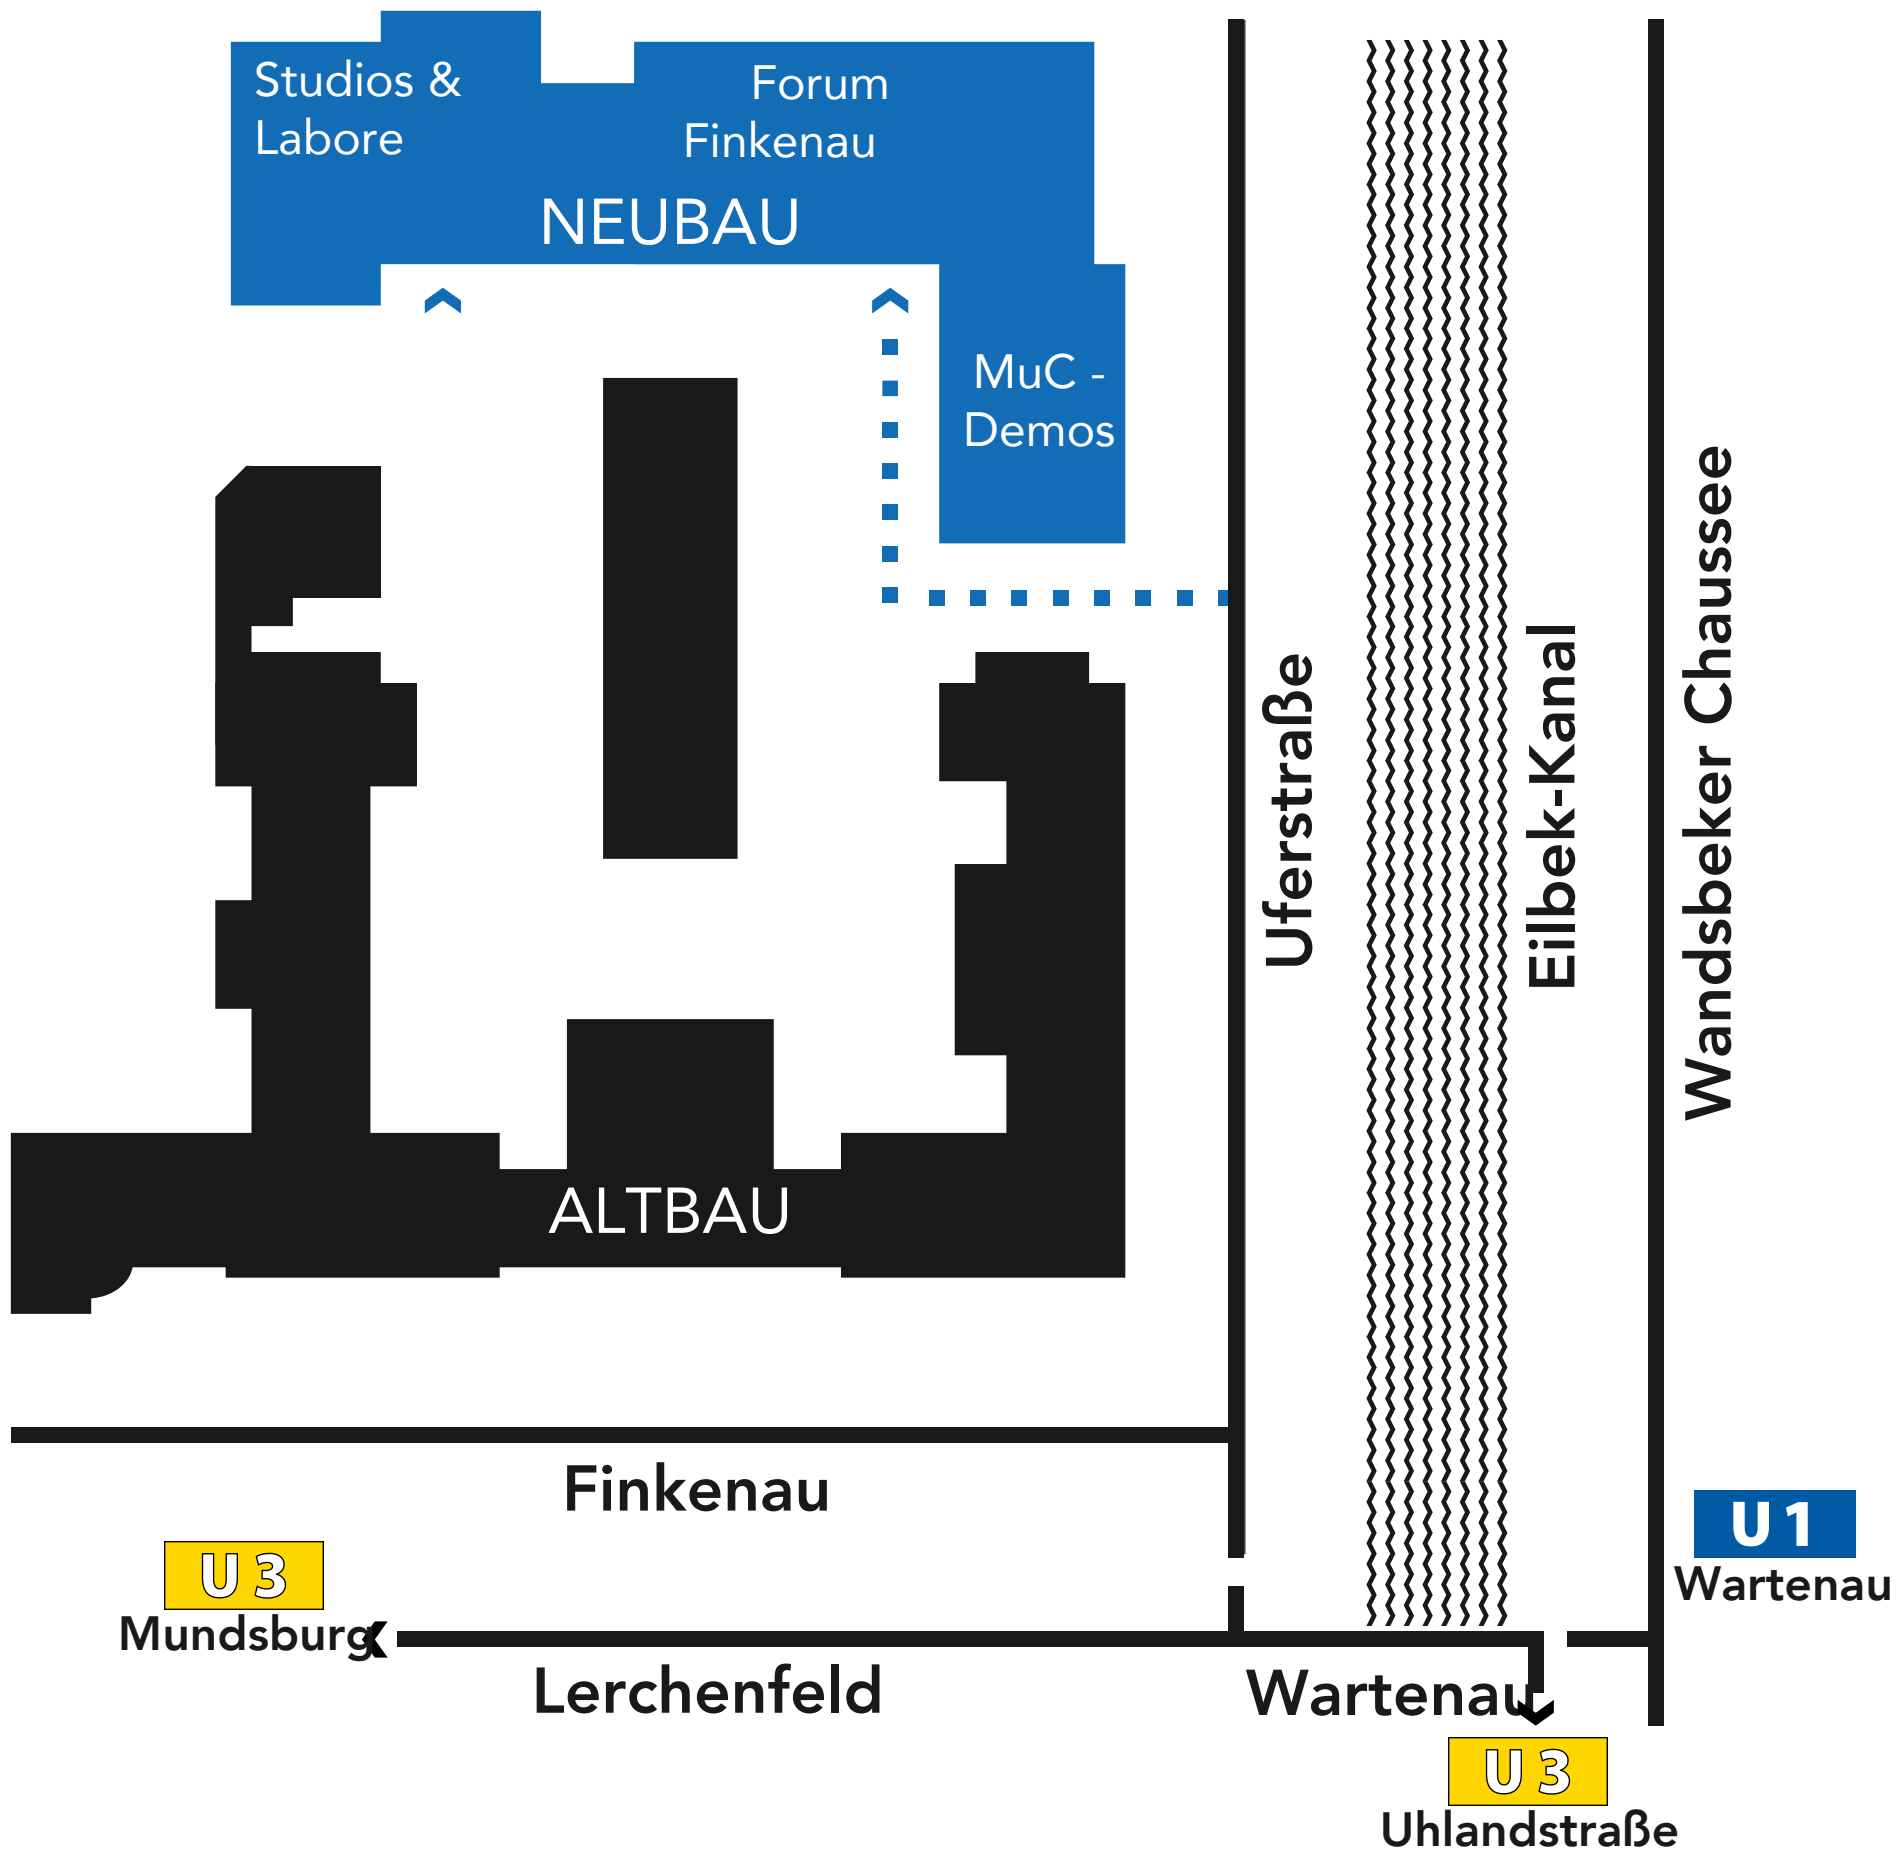 Studios &
Labore
Forum
Finkenau
NEUBAU
MuC -
Demos
Uferstraße
Eilbek-Kanal
Wandsbeker Chaussee
ALTBAU
Finkenau
U 3
Mundsburg
Lerchenfeld
Wartenau
U 1
Wartenau
U 3
Uhlandstraße